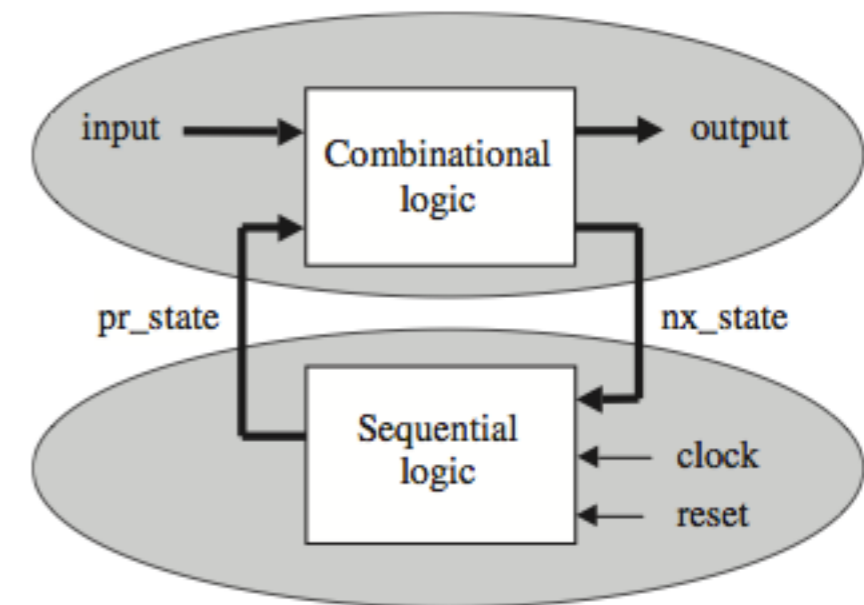 input
Combinational
logic
output
pr_state
nx_state
Sequential
logic
clock
reset